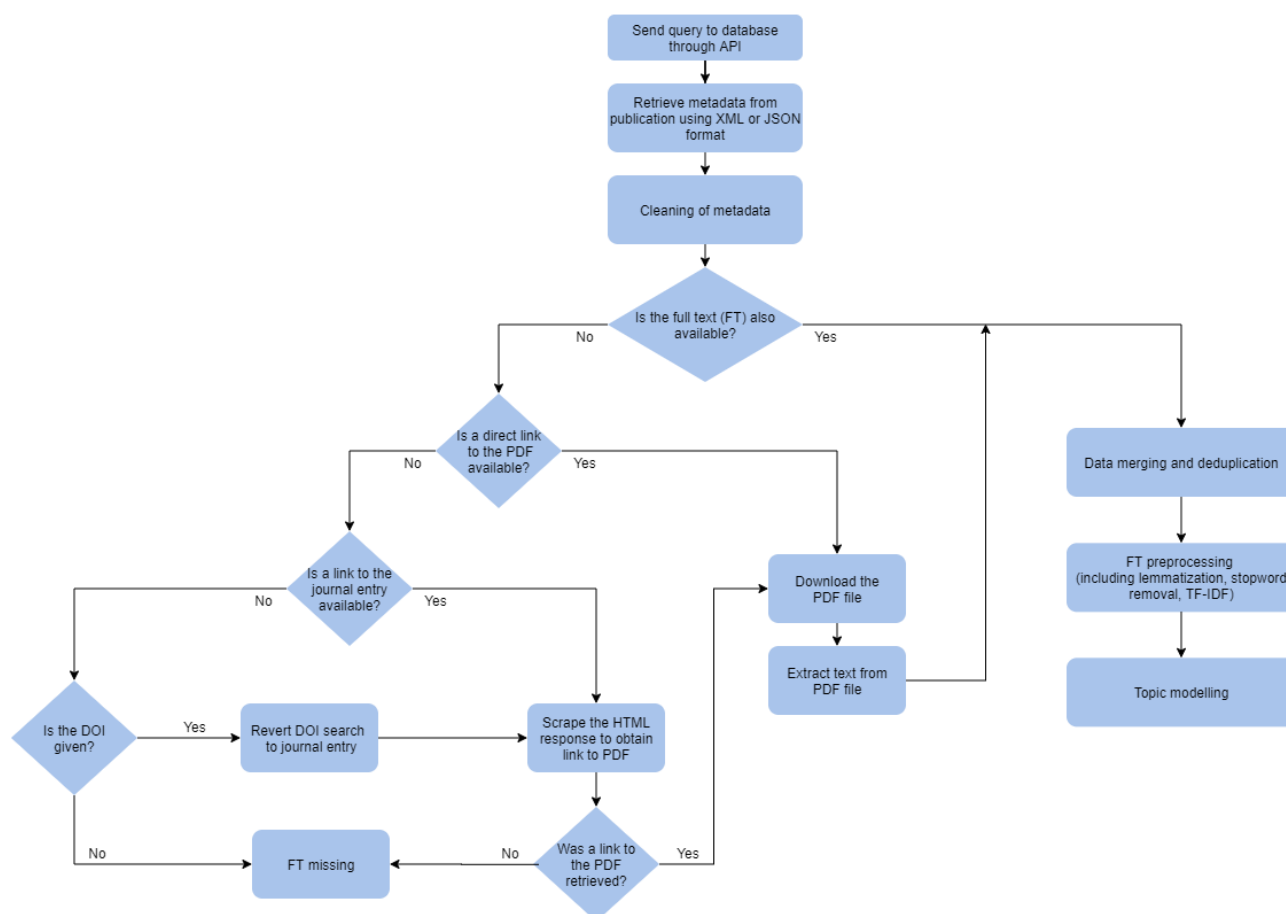 Send query to database
through API
Retrieve metadata from
publication using XML or JSON
format
Cleaning of metadata
Is the full text (FT) also
available?
No
Yes
Is a direct link
to the PDF
available?
No
Yes
Data merging and deduplication
Is a link to the
journal entry
available?
No
Yes
Download the
PDF file
FT preprocessing
(including lemmatization, stopword
removal, TF-IDF)
Extract text from
PDF file
Topic modelling
Is the DOI
given?
Yes
Revert DOI search
to journal entry
Scrape the HTML
response to obtain
link to PDF
No
FT missing
No
Was a link to
the PDF
retrieved?
Yes